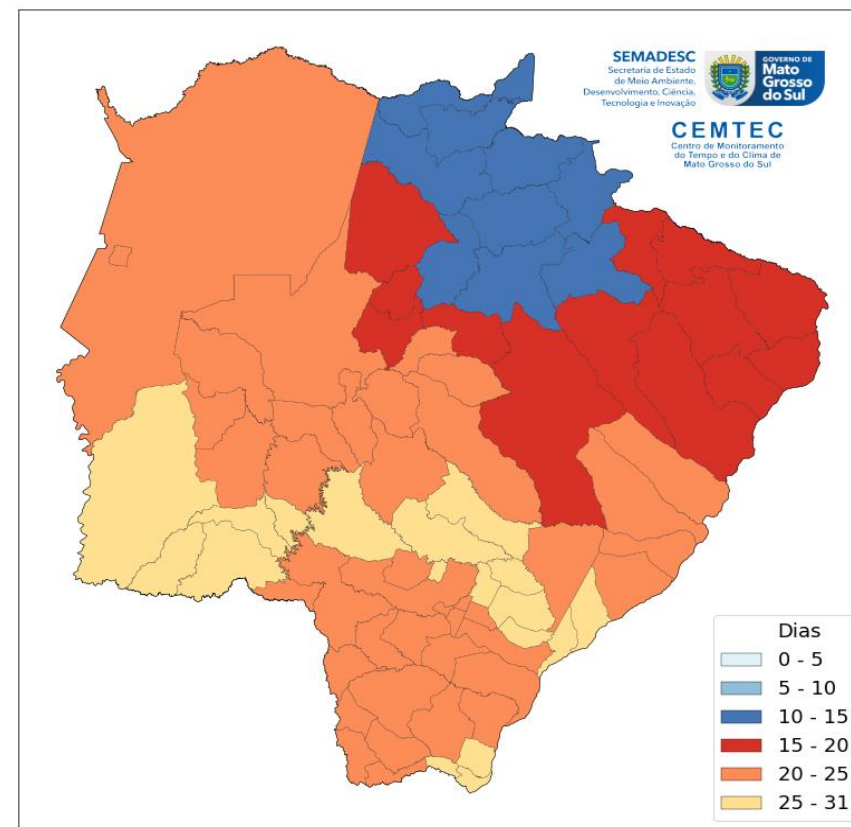 SEMADESC
Secretaria de Estado
de Meio Ambiente,
Desenvolvimento, Ciência,
Tecnologia e Inovação
GOVERNO DE
Mato
Grosso
do Sul
CEMTEC
Centro de Monitoramento
do Tempo e do Clima de
Mato Grosso do Sul
Dias
0 - 5
5 - 10
10 - 15
15 - 20
20 - 25
25 - 31